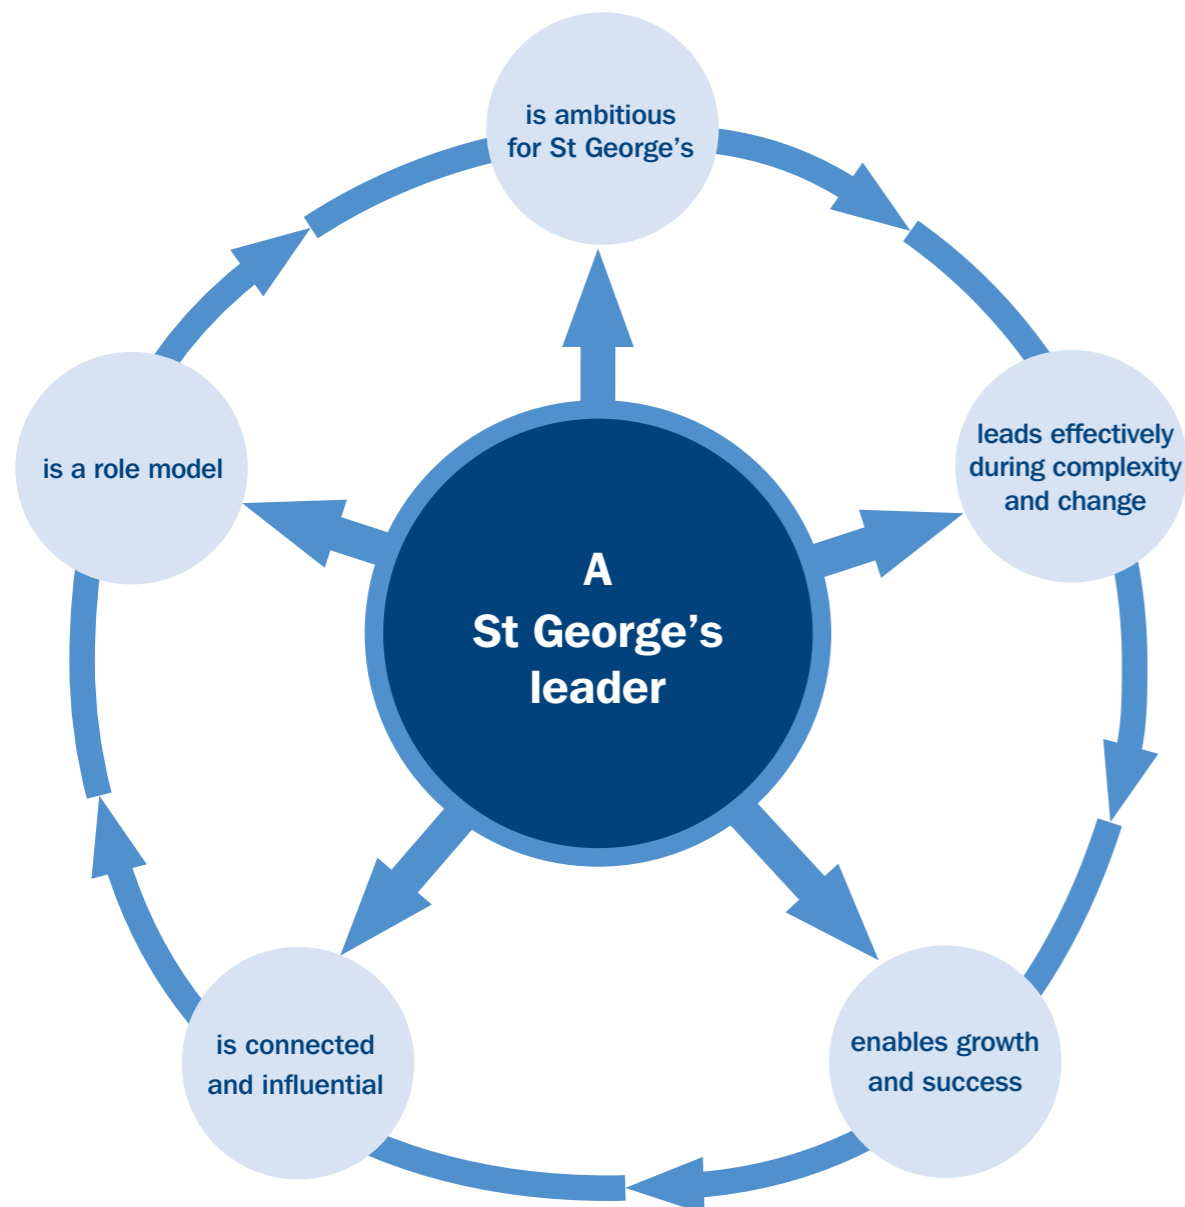 is ambitious
for St George’s
leads effectively
during complexity
and change
enables growth
and success
is connected
and influential
is a role model
A
St George’s
leader